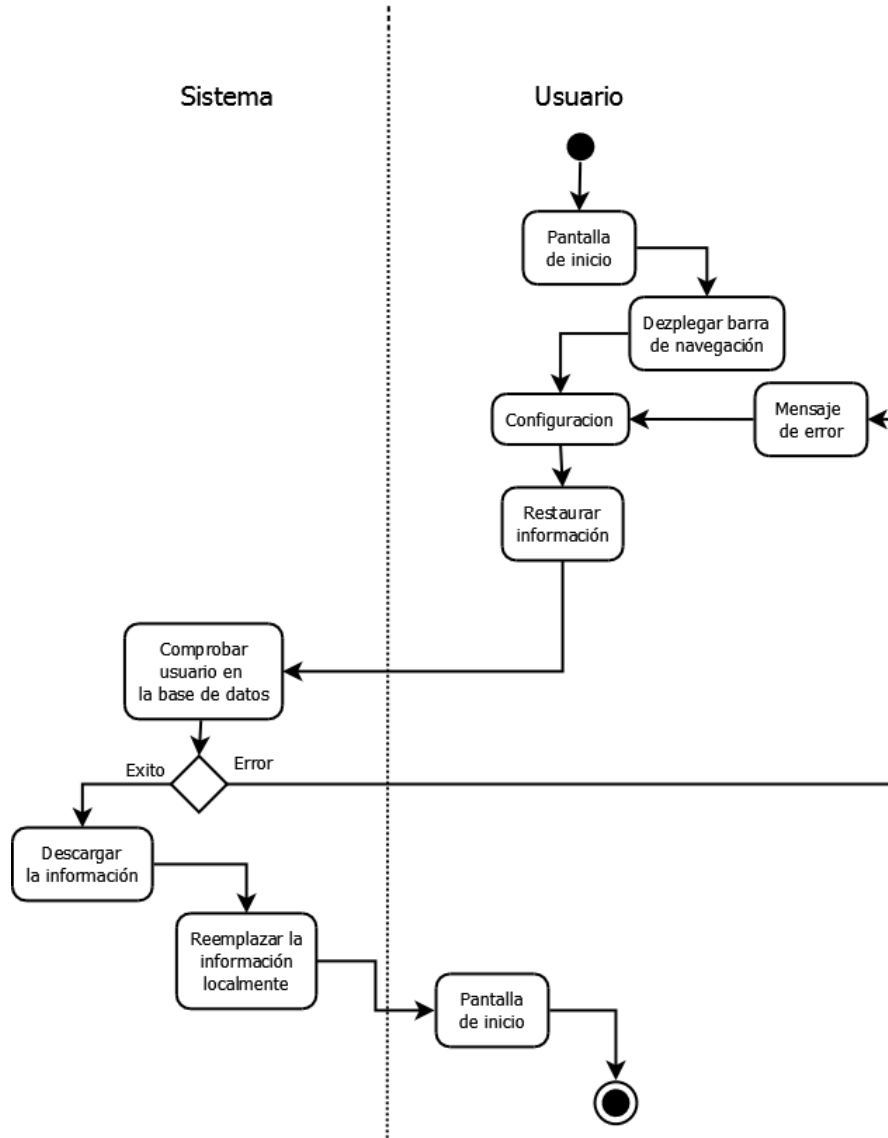 Sistema
Usuario
Pantalla
de inicio
Dezplegar barra
de navegación
Configuracion
Mensaje
de error
Restaurar
información
Comprobar
usuario en
la base de datos
Exito
Error
Descargar
la información
Reemplazar la
información
localmente
Pantalla
de inicio